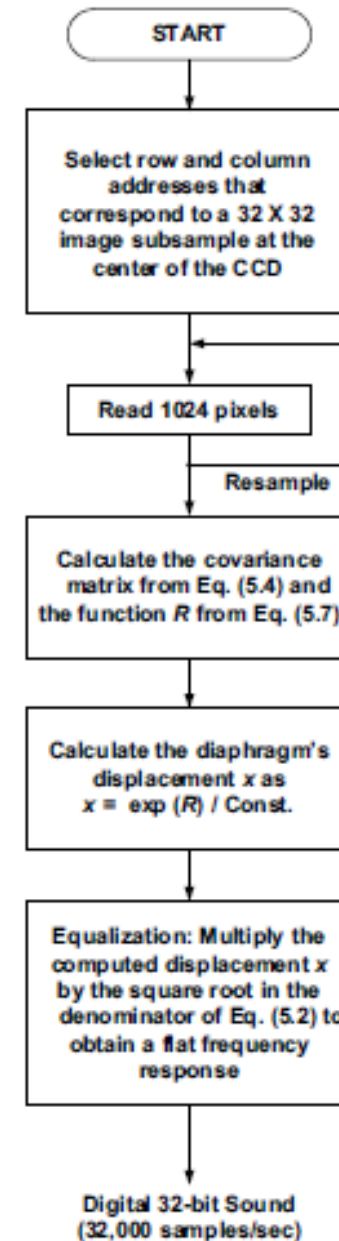 START
Select row and column
addresses that
correspond to a 32 X 32
image subsample at the
center of the CCD
Read 1024 pixels
Resample
Calculate the covariance
matrix from Eq. (5.4) and
the function R from Eq. (5.7)
Calculate the diaphragm's
displacement x as
x = exp (R) / Const.
Equalization: Multiply the
computed displacement x
by the square root in the
denominator of Eq. (5.2) to
obtain a flat frequency
response
Digital 32-bit Sound
(32,000 samples/sec)